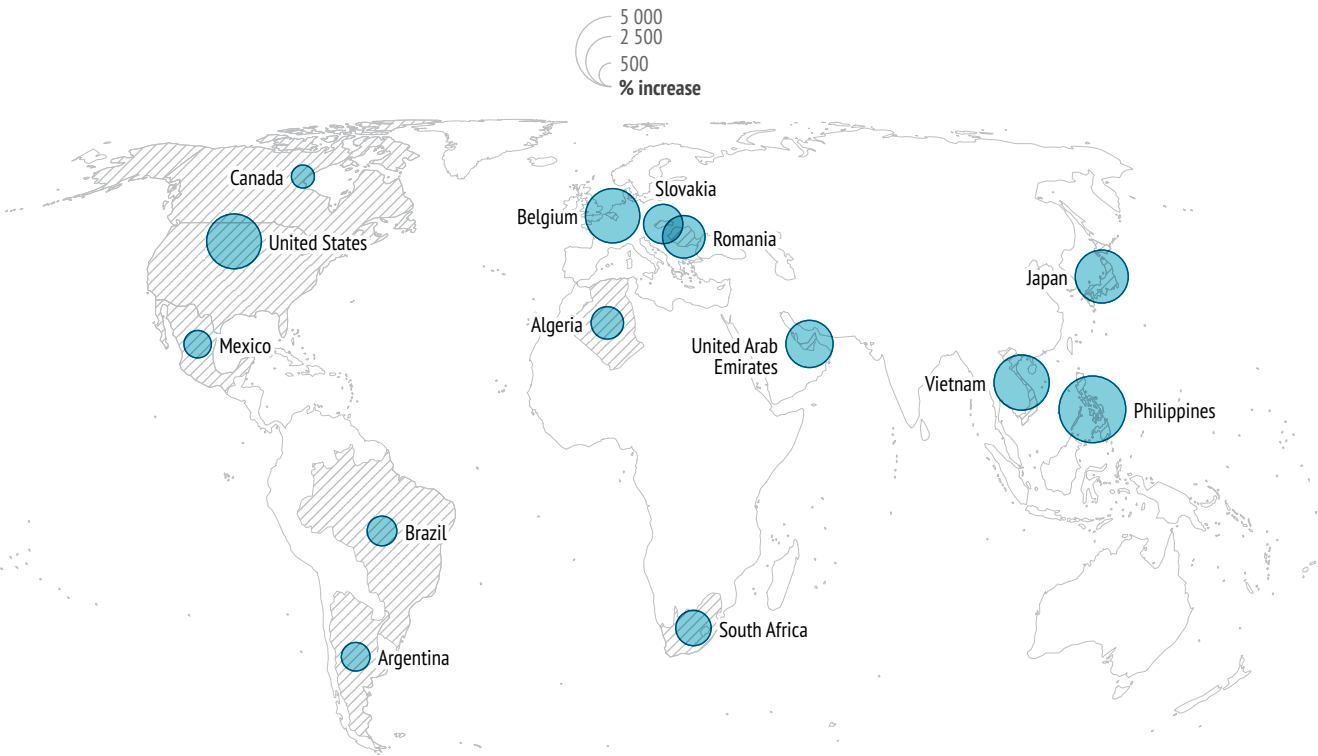 5 000
2 500
500
% increase
Canada
Slovakia
Belgium
United States
Romania
Japan
Algeria
Mexico
United Arab
Emirates
Vietnam
Philippines
Brazil
South Africa
Argentina